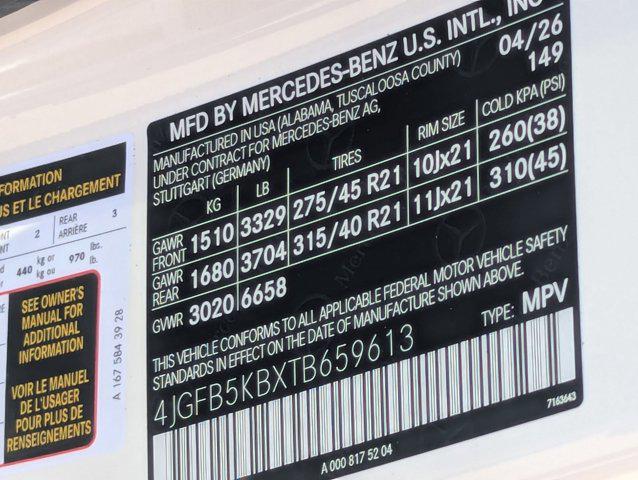 MFD BY MERCEDES-BENZ U.S. INTL., INC
MANUFACTURED IN USA (ALABAMA, TUSCALOOSA COUNTY) 04/26
UNDER CONTRACT FOR MERCEDES-BENZ AG, 149
STUTTGART (GERMANY)
KG LB TIRES RIM SIZE COLD KPA (PSI)
GAWR FRONT 1510 3329 275/45 R21 10Jx21 260(38)
GAWR REAR 1680 3704 315/40 R21 11Jx21 310(45)
GVWR 3020 6658
THIS VEHICLE CONFORMS TO ALL APPLICABLE FEDERAL MOTOR VEHICLE SAFETY
STANDARDS IN EFFECT ON THE DATE OF MANUFACTURE SHOWN ABOVE.
4JGFB5KBXTB659613 TYPE: MPV
7163643
A 000 817 52 04
FORMATION
US ET LE CHARGEMENT
NT 2 REAR 3
NT ARRIÈRE
440 kg or 970 lbs.
kg ou lb.
SEE OWNER'S
MANUAL FOR
ADDITIONAL
INFORMATION
VOIR LE MANUEL
DE L'USAGER
POUR PLUS DE
RENSEIGNEMENTS
A 167 584 39 28